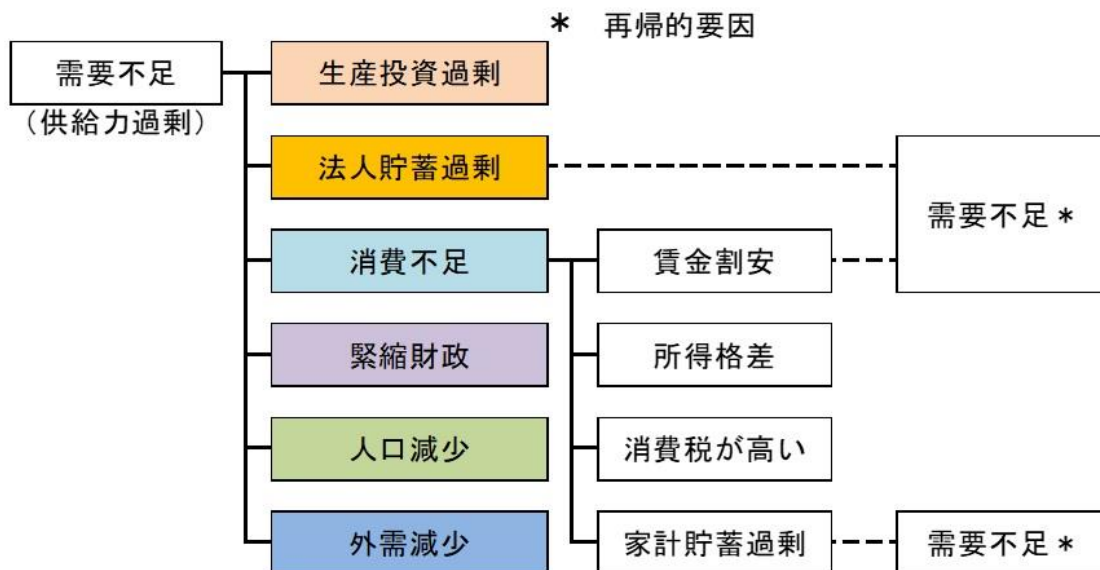 * 再帰的要因
需要不足
(供給力過剰)
生産投資過剰
法人貯蓄過剰
需要不足*
消費不足
賃金割安
緊縮財政
所得格差
人口減少
消費税が高い
外需減少
家計貯蓄過剰
需要不足*